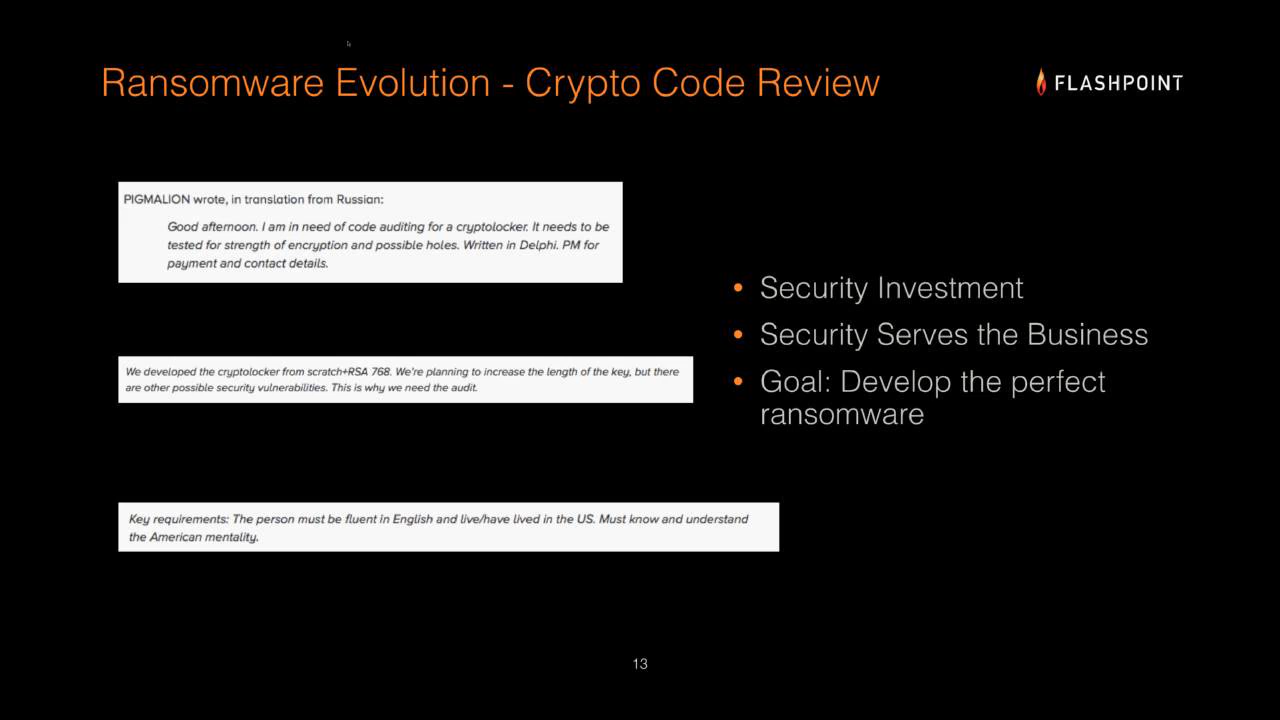 Ransomware Evolution - Crypto Code Review
FLASHPOINT
PIGMALION wrote, in translation from Russian:
Good afternoon. I am in need of code auditing for a cryptolocker. It needs to be
tested for strength of encryption and possible holes. Written in Delphi. PM for
payment and contact details.
We developed the cryptolocker from scratch+RSA 768. We're planning to increase the length of the key, but there
are other possible security vulnerabilities. This is why we need the audit.
Key requirements: The person must be fluent in English and live/have lived in the US. Must know and understand
the American mentality.
• Security Investment
• Security Serves the Business
• Goal: Develop the perfect
ransomware
13